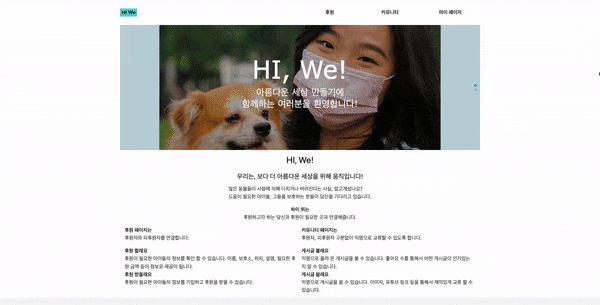 HI We
후원
커뮤니티
마이 페이지
HI, We!
아름다운 세상 만들기에
함께하는 여러분을 환영합니다!
HI, We!
우리는, 보다 더 아름다운 세상을 위해 움직입니다!
많은 동물들이 사람에 의해 다치거나 버려진다는 사실, 알고계셨나요?
도움이 필요한 아이들, 그들을 보호하는 분들이 당신을 기다리고 있습니다.
하이 위는
후원하고자 하는 당신과 후원이 필요한 곳과 연결해줍니다.
후원 페이지는
후원자와 피후원자를 연결합니다.
후원 할래요
후원이 필요한 아이들의 정보를 확인 할 수 있습니다. 이름, 보호소, 위치, 설명, 필요한 후
원 금액 등이 정보로 제공이 됩니다.
후원 받을래요
후원이 필요한 아이들의 정보를 기입하고 후원을 받을 수 있습니다.
커뮤니티 페이지는
후원자, 피후원자 구분없이 익명으로 교류할 수 있도록 합니다.
게시글 볼래요
익명으로 올라 온 게시글을 볼 수 있습니다. 좋아요 수를 통해서 어떤 게시글이 인기있는
지 알 수 있습니다.
게시글 쓸래요
익명으로 게시글을 쓸 수 있습니다. 이미지, 유튜브 링크 등을 통해서 재미있게 교류 할 수
있습니다.